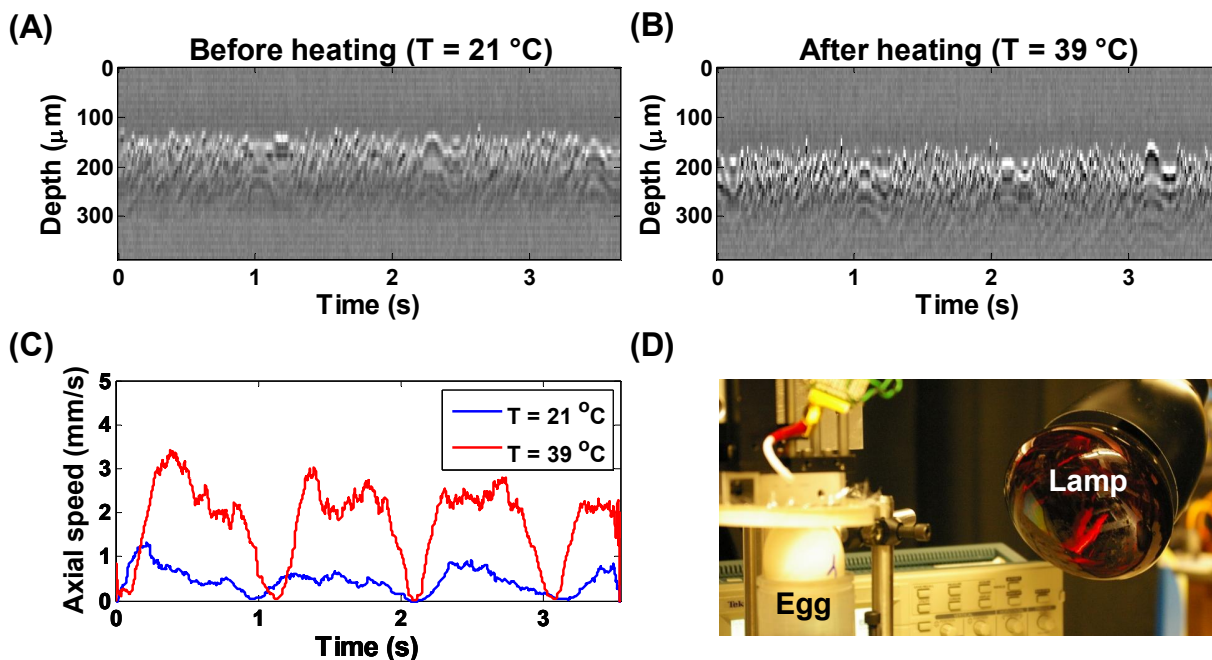 (A)
Before heating (T = 21 °C)
0
100
200
300
Depth (μm)
0
1
2
3
Time (s)
(B)
After heating (T = 39 °C)
0
100
200
300
Depth (μm)
0
1
2
3
Time (s)
(C)
5
4
3
2
1
0
Axial speed (mm/s)
T = 21 °C
T = 39 °C
0
1
2
3
Time (s)
(D)
Lamp
Egg
Tek